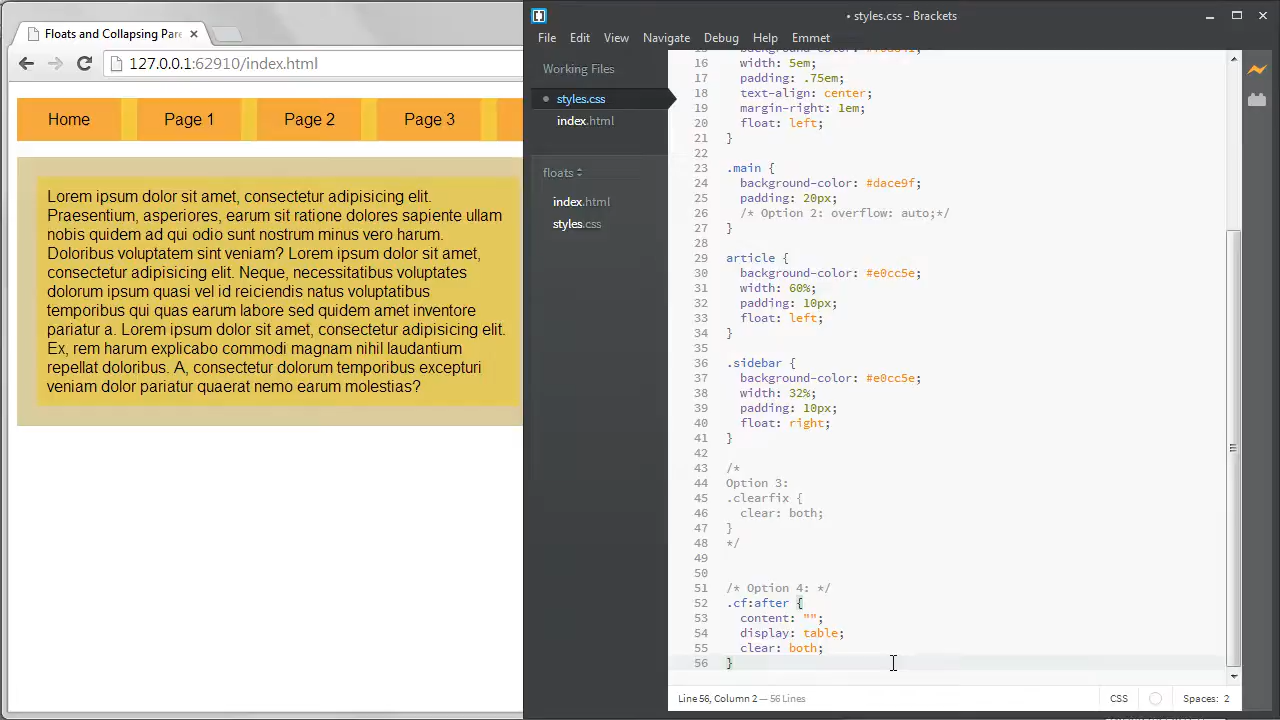 Floats and Collapsing Pare
127.0.0.1:62910/index.html
Home Page 1 Page 2 Page 3
Lorem ipsum dolor sit amet, consectetur adipisicing elit.
Praesentium, asperiores, earum sit ratione dolores sapiente ullam
nobis quidem ad qui odio sunt nostrum minus vero harum.
Doloribus voluptatem sint veniam? Lorem ipsum dolor sit amet,
consectetur adipisicing elit. Neque, necessitatibus voluptates
dolorum ipsum quasi vel id reiciendis natus voluptatibus
temporibus qui quas earum labore sed quidem amet inventore
pariatur a. Lorem ipsum dolor sit amet, consectetur adipisicing elit.
Ex, rem harum explicabo commodi magnam nihil laudantium
repellat doloribus. A, consectetur dolorum temporibus excepturi
veniam dolor pariatur quaerat nemo earum molestias?
• styles.css - Brackets
File Edit View Navigate Debug Help Emmet
Working Files
styles.css
index.html
floats
index.html
styles.css
16 width: 5em;
17 padding: .75em;
18 text-align: center;
19 margin-right: 1em;
20 float: left;
21 }
22
23 .main {
24 background-color: #dace9f;
25 padding: 20px;
26 /* Option 2: overflow: auto;*/
27 }
28
29 article {
30 background-color: #e0cc5e;
31 width: 60%;
32 padding: 10px;
33 float: left;
34 }
35
36 .sidebar {
37 background-color: #e0cc5e;
38 width: 32%;
39 padding: 10px;
40 float: right;
41 }
42
43 /*
44 Option 3:
45 .clearfix {
46 clear: both;
47 }
48 */
49
50
51 /* Option 4: */
52 .cf:after {
53 content: "";
54 display: table;
55 clear: both;
56 }
Line 56, Column 2 — 56 Lines
CSS
Spaces: 2